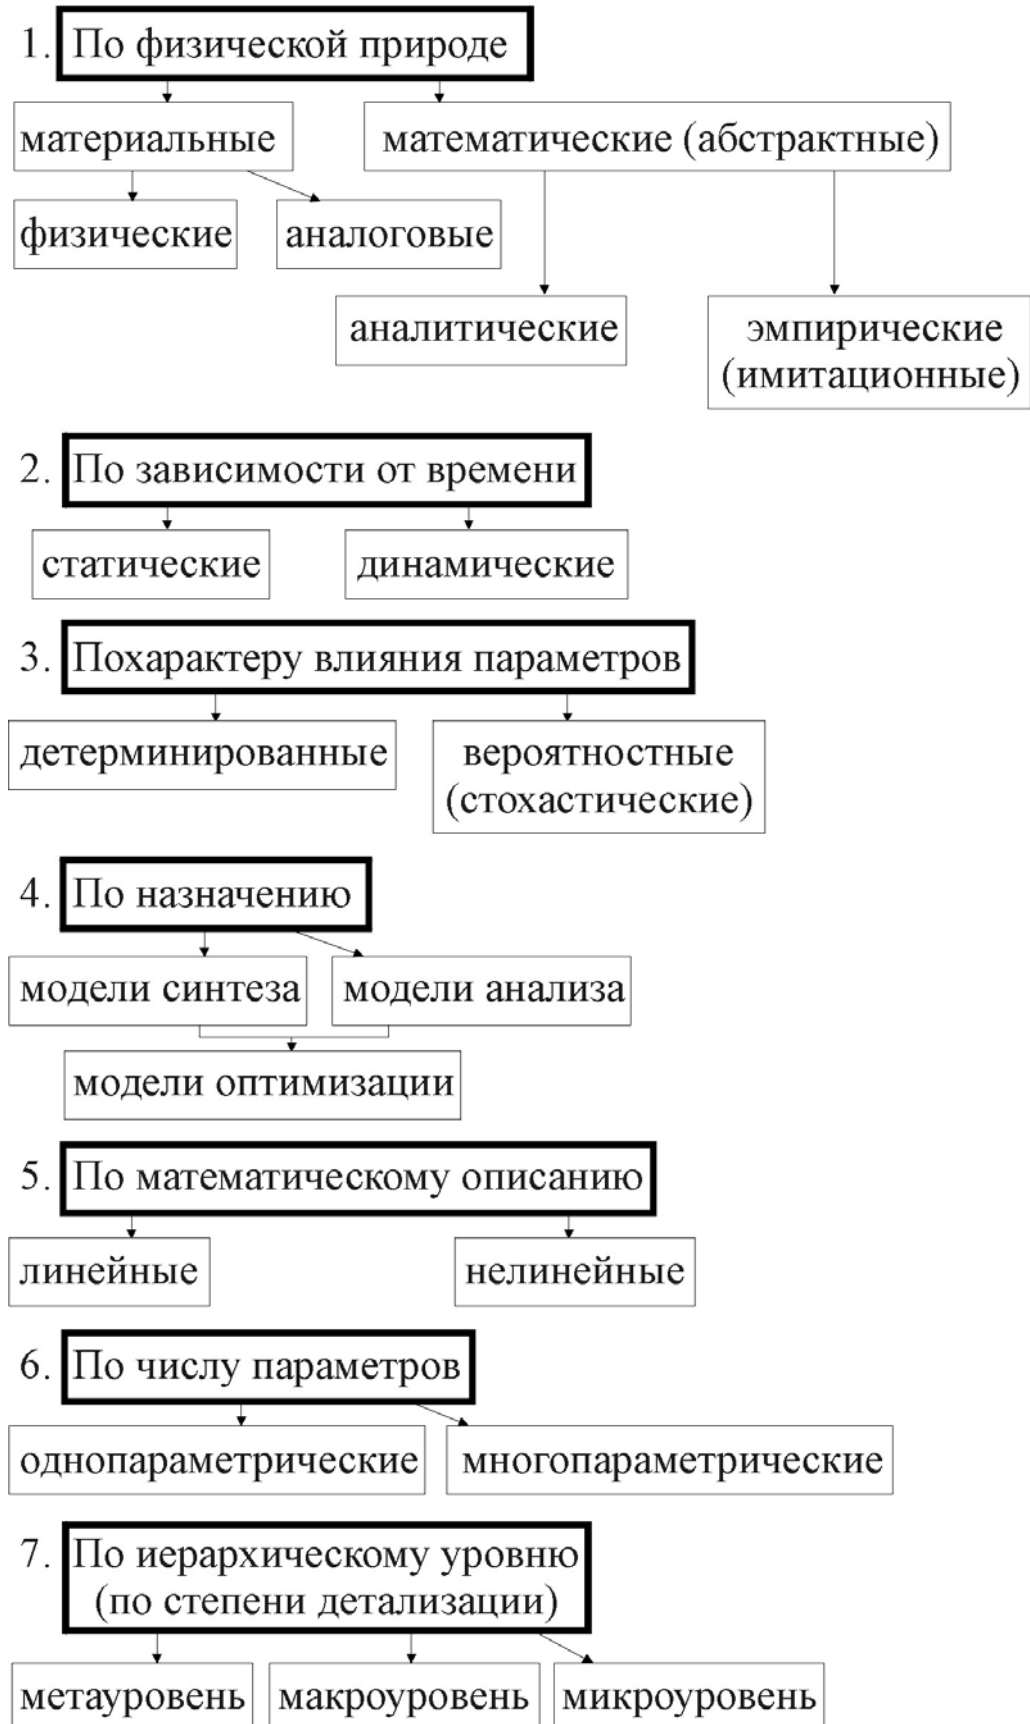 1. По физической природе
материальные математические (абстрактные)
физические аналоговые
аналитические эмпирические
(имитационные)
2. По зависимости от времени
статические динамические
3. Похарактеру влияния параметров
детерминированные вероятностные
(стохастические)
4. По назначению
модели синтеза модели анализа
модели оптимизации
5. По математическому описанию
линейные нелинейные
6. По числу параметров
однопараметрические многопараметрические
7. По иерархическому уровню
(по степени детализации)
метауровень макроуровень микроуровень